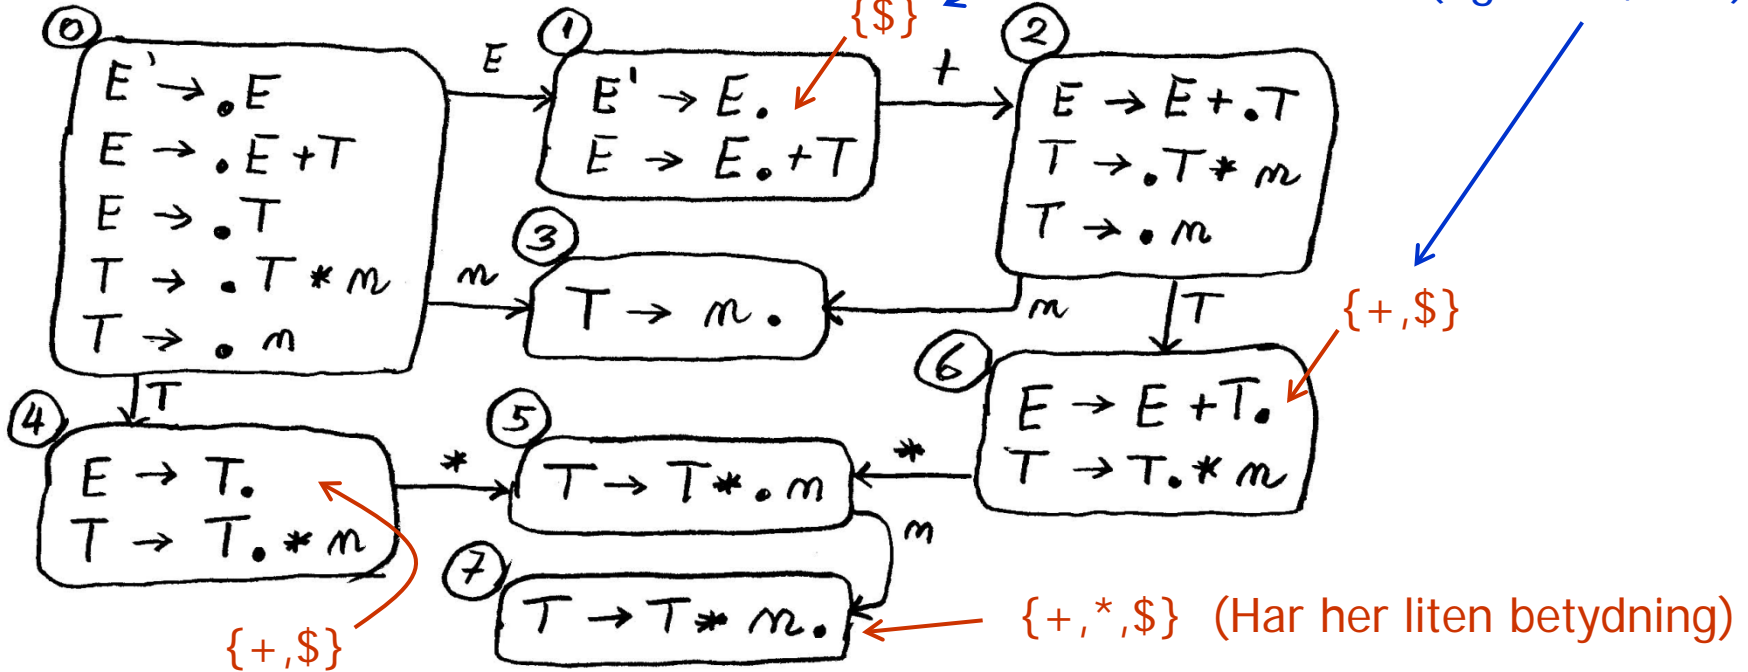 {$}
0
E' → .E
E → .E + T
E → .T
T → .T * n
T → .n
E
1
E' → E.
E → E. + T
+
2
E → E + .T
T → .T * n
T → .n
n
3
T → n.
n
T
{+,$}
T
4
E → T.
T → T. * n
*
5
T → T * .n
*
6
E → E + T.
T → T. * n
n
7
T → T * n.
{+,$}
{+,*,$} (Har her liten betydning)